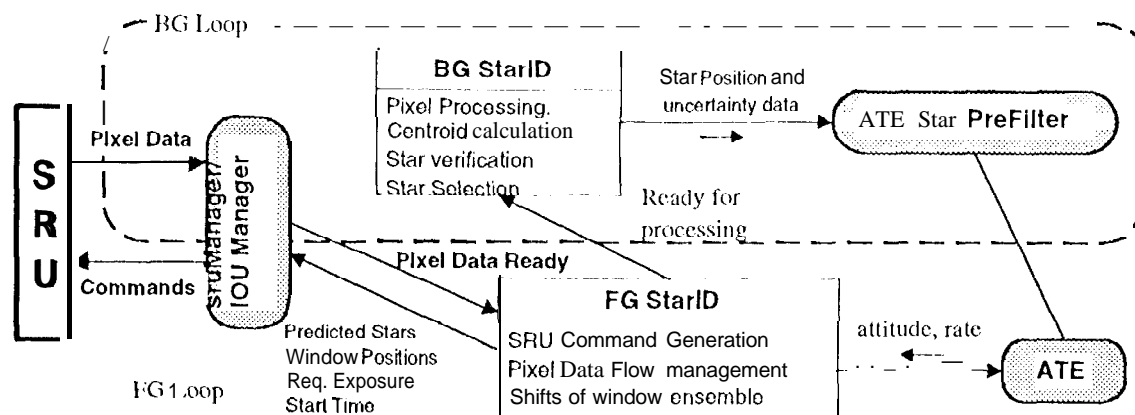 BG Loop
BG StarID
Pixel Processing.
Centroid calculation
Star verification
Star Selection
Star Position and
uncertainty data
ATE Star PreFilter
Pixel Data
SRU
sruManager/
IOU Manager
Commands
Ready for
processing
Pixel Data Ready
FG StarID
SRU Command Generation
Pixel Data Flow management
Shifts of window ensemble
Predicted Stars
Window Positions
Req. Exposure
Start Time
attitude, rate
ATE
FG Loop